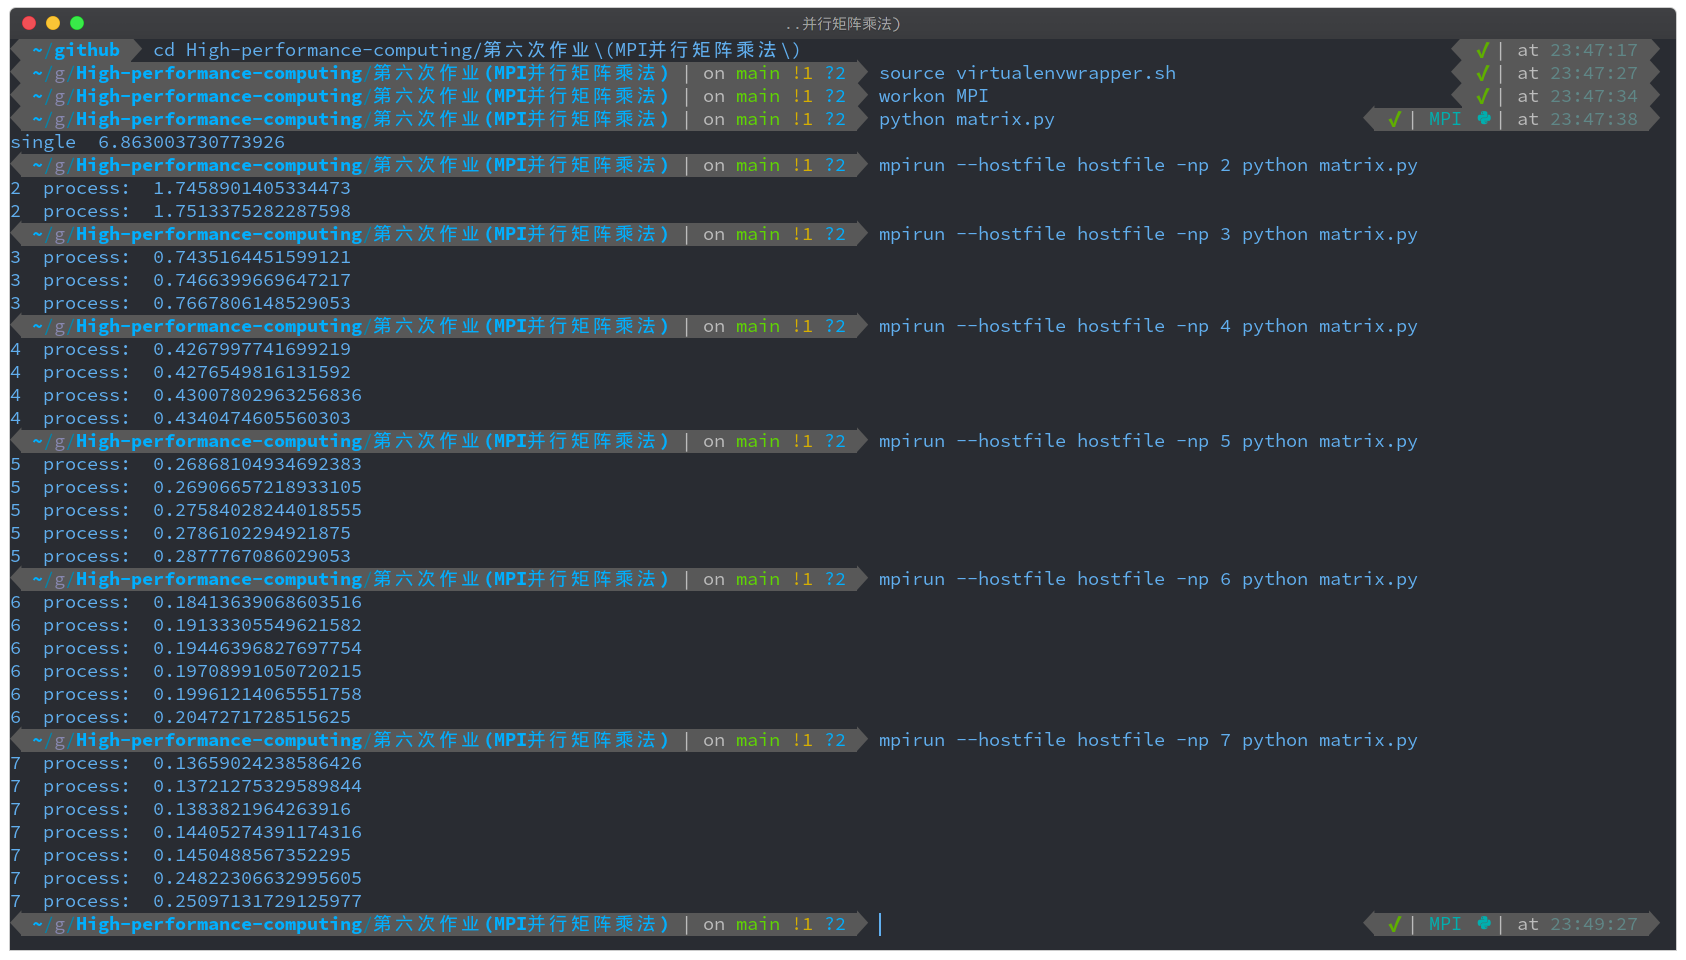 ..并行矩阵乘法)
~/github cd High-performance-computing/第六次作业\(MPI并行矩阵乘法\) ✔ | at 23:47:17
~/g/High-performance-computing/第六次作业(MPI并行矩阵乘法) | on main !1 ?2 source virtualenvwrapper.sh ✔ | at 23:47:27
~/g/High-performance-computing/第六次作业(MPI并行矩阵乘法) | on main !1 ?2 workon MPI ✔ | at 23:47:34
~/g/High-performance-computing/第六次作业(MPI并行矩阵乘法) | on main !1 ?2 python matrix.py ✔ | MPI | at 23:47:38
single  6.863003730773926
~/g/High-performance-computing/第六次作业(MPI并行矩阵乘法) | on main !1 ?2 mpirun --hostfile hostfile -np 2 python matrix.py
2  process:  1.7458901405334473
2  process:  1.7513375282287598
~/g/High-performance-computing/第六次作业(MPI并行矩阵乘法) | on main !1 ?2 mpirun --hostfile hostfile -np 3 python matrix.py
3  process:  0.7435164451599121
3  process:  0.7466399669647217
3  process:  0.7667806148529053
~/g/High-performance-computing/第六次作业(MPI并行矩阵乘法) | on main !1 ?2 mpirun --hostfile hostfile -np 4 python matrix.py
4  process:  0.4267997741699219
4  process:  0.4276549816131592
4  process:  0.43007802963256836
4  process:  0.4340474605560303
~/g/High-performance-computing/第六次作业(MPI并行矩阵乘法) | on main !1 ?2 mpirun --hostfile hostfile -np 5 python matrix.py
5  process:  0.26868104934692383
5  process:  0.26906657218933105
5  process:  0.27584028244018555
5  process:  0.2786102294921875
5  process:  0.2877767086029053
~/g/High-performance-computing/第六次作业(MPI并行矩阵乘法) | on main !1 ?2 mpirun --hostfile hostfile -np 6 python matrix.py
6  process:  0.18413639068603516
6  process:  0.19133305549621582
6  process:  0.19446396827697754
6  process:  0.19708991050720215
6  process:  0.19961214065551758
6  process:  0.2047271728515625
~/g/High-performance-computing/第六次作业(MPI并行矩阵乘法) | on main !1 ?2 mpirun --hostfile hostfile -np 7 python matrix.py
7  process:  0.13659024238586426
7  process:  0.13721275329589844
7  process:  0.1383821964263916
7  process:  0.14405274391174316
7  process:  0.1450488567352295
7  process:  0.24822306632995605
7  process:  0.25097131729125977
~/g/High-performance-computing/第六次作业(MPI并行矩阵乘法) | on main !1 ?2 ✔ | MPI | at 23:49:27